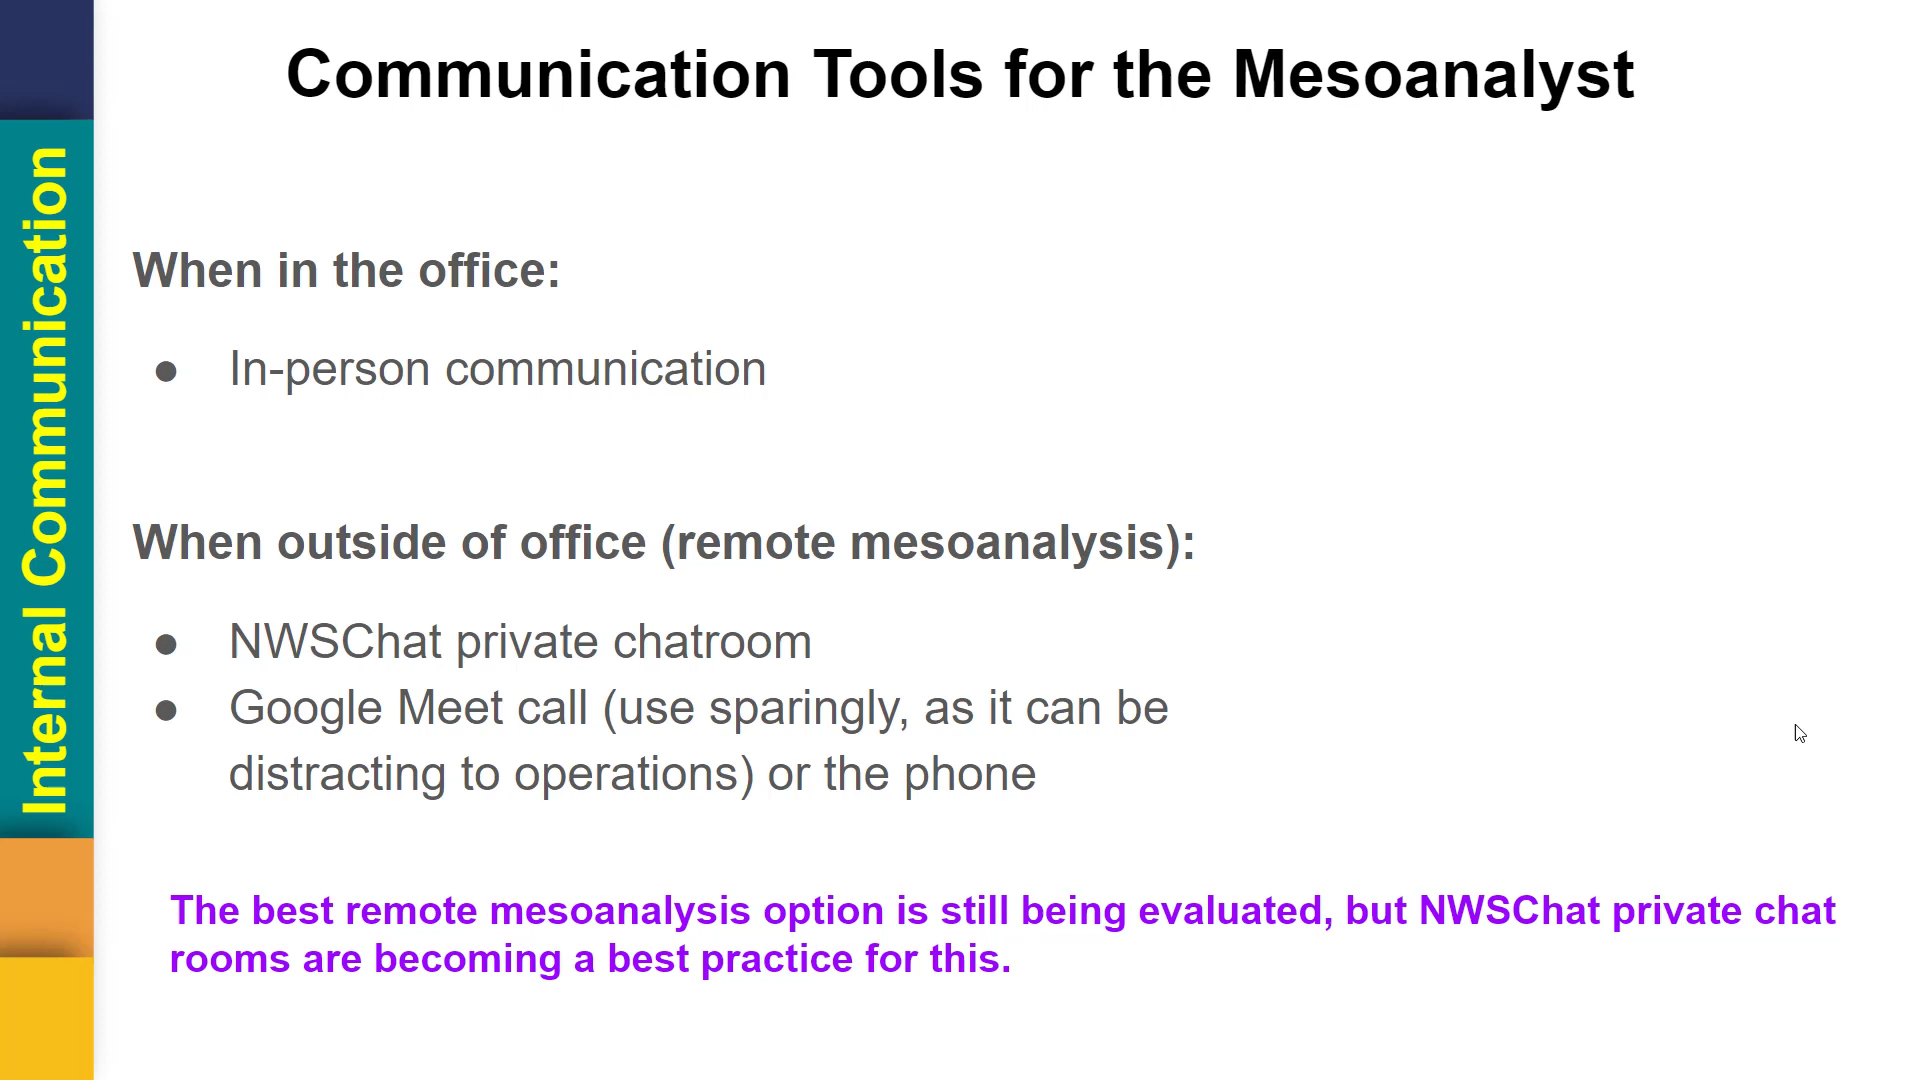 Communication Tools for the Mesoanalyst
Internal Communication
When in the office:
● In-person communication
When outside of office (remote mesoanalysis):
● NWSChat private chatroom
● Google Meet call (use sparingly, as it can be
distracting to operations) or the phone
The best remote mesoanalysis option is still being evaluated, but NWSChat private chat
rooms are becoming a best practice for this.